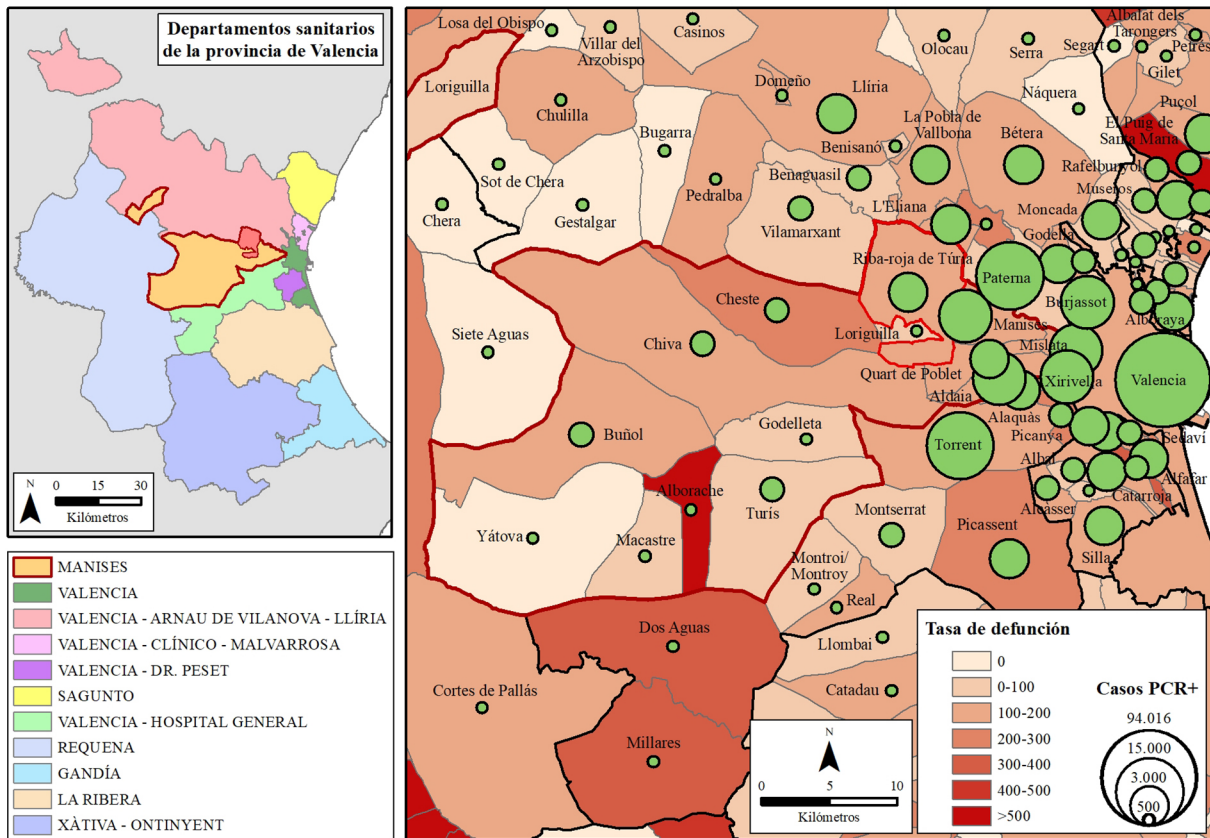 Departamentos sanitarios
de la provincia de Valencia
N
0 15 30
Kilómetros
MANISES
VALENCIA
VALENCIA - ARNAU DE VILANOVA - LLÍRIA
VALENCIA - CLÍNICO - MALVARROSA
VALENCIA - DR. PESET
SAGUNTO
VALENCIA - HOSPITAL GENERAL
REQUENA
GANDÍA
LA RIBERA
XÀTIVA - ONTINYENT
Losa del Obispo
Villar del
Arzobispo
Casinos
Olocau
Serra
Segart
Albalat dels
Tarongers
Petrés
Gilet
Loriguilla
Chulilla
Domeño
Llíria
Náquera
Puçol
Bugarra
La Pobla de
Vallbona
Bétera
El Puig de
Santa María
Benisanó
Rafelbunyol
Sot de Chera
Pedralba
Benaguasil
Museros
Chera
Gestalgar
Vilamarxant
L'Eliana
Moncada
Godella
Riba-roja de Túria
Paterna
Cheste
Burjassot
Siete Aguas
Chiva
Loriguilla
Manises
Alboraya
Mislata
Quart de Poblet
Aldaia
Xirivella
Valencia
Buñol
Godelleta
Torrent
Alaquàs
Picanya
Sedaví
Albal
Alfafar
Alborache
Turís
Catarroja
Alcàsser
Yátova
Macastre
Montserrat
Picassent
Silla
Montroi/
Montroy
Real
Dos Aguas
Llombai
Cortes de Pallás
Catadau
Millares
N
0 5 10
Kilómetros
Tasa de defunción
0
0-100
100-200
200-300
300-400
400-500
>500
Casos PCR+
94.016
15.000
3.000
500